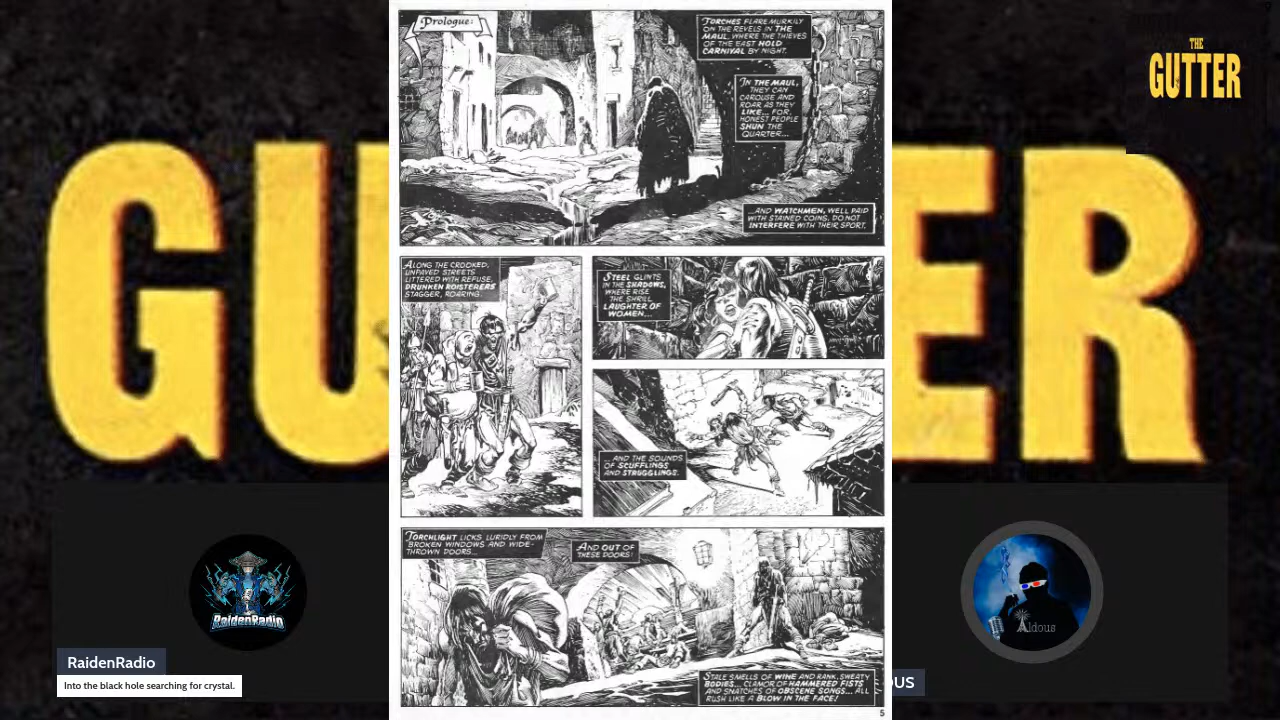 Prologue:
TORCHES FLARE MURKILY
ON THE REVELS IN THE
MAUL, WHERE THE THIEVES
OF THE EAST HOLD
CARNIVAL BY NIGHT.
IN THE MAUL,
THEY CAN
CAROUSE AND
ROAR AS THEY
LIKE... FOR,
HONEST PEOPLE
SHUN THE
QUARTER...
...AND WATCHMEN, WELL PAID
WITH STAINED COINS, DO NOT
INTERFERE WITH THEIR SPORT.
ALONG THE CROOKED,
UNPAVED STREETS
LITTERED WITH REFUSE,
DRUNKEN ROISTERERS
STAGGER, ROARING.
STEEL GLINTS
IN THE SHADOWS,
WHERE RISE
THE SHRILL
LAUGHTER OF
WOMEN...
...AND THE SOUNDS
OF SCUFFLINGS
AND STRUGGLINGS.
TORCHLIGHT LICKS LURIDLY FROM
BROKEN WINDOWS AND WIDE-
THROWN DOORS...
AND OUT OF
THESE DOORS!
STALE SMELLS OF WINE AND RANK, SWEATY
BODIES... CLAMOR OF HAMMERED FISTS
AND SNATCHES OF OBSCENE SONGS... ALL
RUSH LIKE A BLOW IN THE FACE!
5
THE
GUTTER
GU
ER
RaidenRadio
RaidenRadio
Into the black hole searching for crystal.
Aldous
OUS